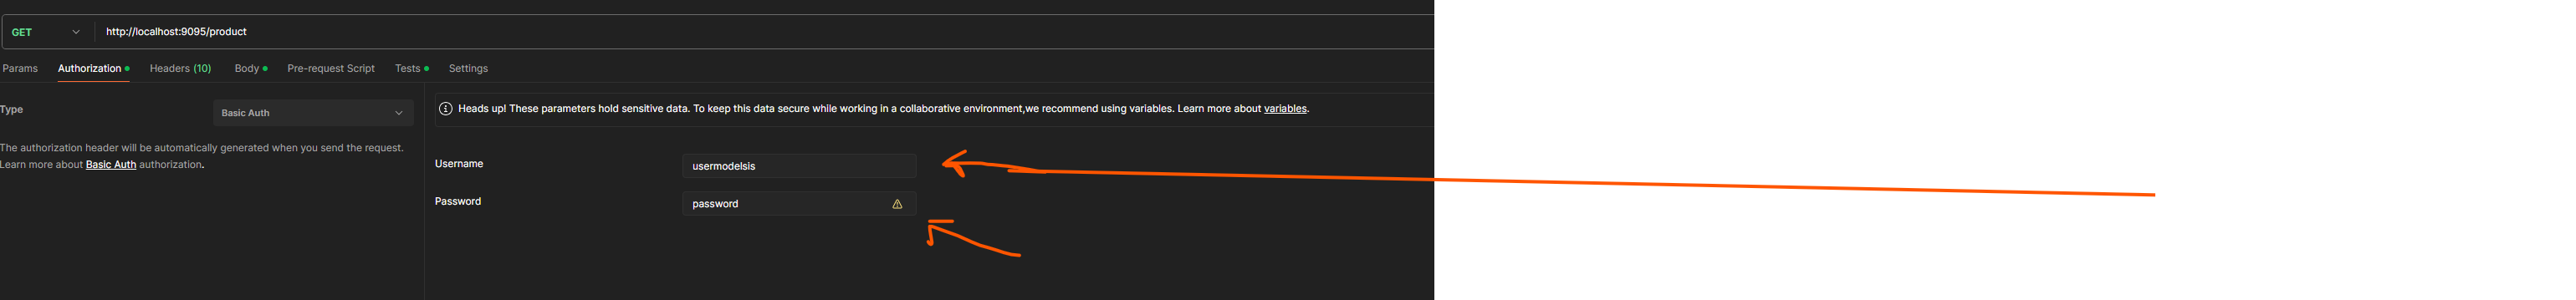 GET http://localhost:9095/product
Params Authorization Headers (10) Body Pre-request Script Tests Settings
Type Basic Auth
The authorization header will be automatically generated when you send the request.
Learn more about Basic Auth authorization.
Heads up! These parameters hold sensitive data. To keep this data secure while working in a collaborative environment,we recommend using variables. Learn more about variables.
Username usermodelsis
Password password